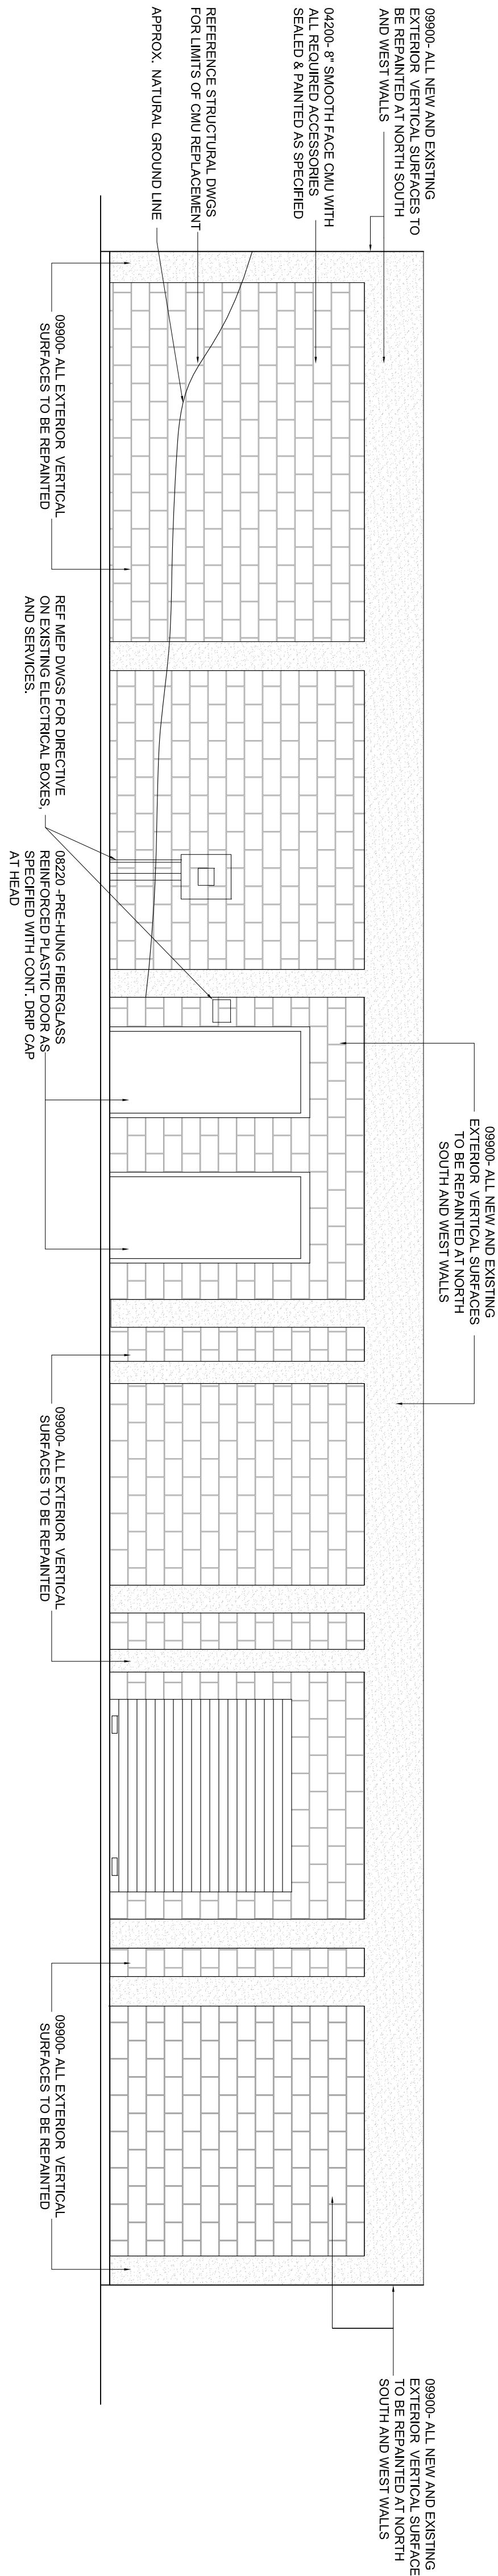 09900- ALL NEW AND EXISTING
EXTERIOR VERTICAL SURFACES TO
BE REPAINTED AT NORTH SOUTH
AND WEST WALLS
04200- 8" SMOOTH FACE CMU WITH
ALL REQUIRED ACCESSORIES
SEALED & PAINTED AS SPECIFIED
REFERENCE STRUCTURAL DWGS
FOR LIMITS OF CMU REPLACEMENT
APPROX. NATURAL GROUND LINE
09900- ALL EXTERIOR VERTICAL
SURFACES TO BE REPAINTED
REF MEP DWGS FOR DIRECTIVE
ON EXISTING ELECTRICAL BOXES,
AND SERVICES.
08220 -PRE-HUNG FIBERGLASS
REINFORCED PLASTIC DOOR AS
SPECIFIED WITH CONT. DRIP CAP
AT HEAD
09900- ALL NEW AND EXISTING
EXTERIOR VERTICAL SURFACES
TO BE REPAINTED AT NORTH
SOUTH AND WEST WALLS
09900- ALL EXTERIOR VERTICAL
SURFACES TO BE REPAINTED
09900- ALL EXTERIOR VERTICAL
SURFACES TO BE REPAINTED
09900- ALL NEW AND EXISTING
EXTERIOR VERTICAL SURFACE
TO BE REPAINTED AT NORTH
SOUTH AND WEST WALLS